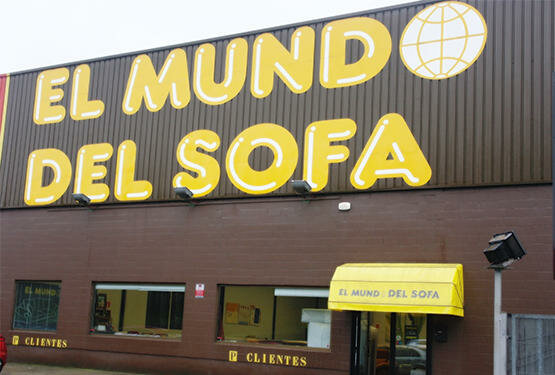 EL MUNDO
DEL SOFA
EL MUNDO
EL MUNDO DEL SOFA
P CLIENTES
P CLIENTES